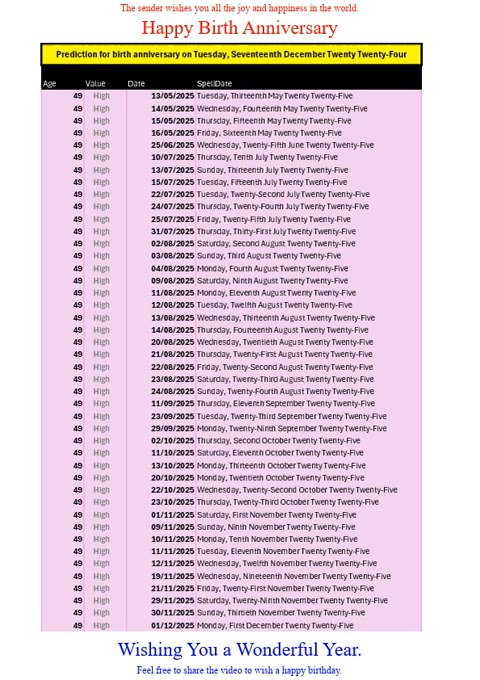 The sender wishes you all the joy and happiness in the world.
Happy Birth Anniversary
Prediction for birth anniversary on Tuesday, Seventeenth December Twenty Twenty-Four
Age Value Date SpellDate
49 High 13/05/2025 Tuesday, Thirteenth May Twenty Twenty-Five
49 High 14/05/2025 Wednesday, Fourteenth May Twenty Twenty-Five
49 High 15/05/2025 Thursday, Fifteenth May Twenty Twenty-Five
49 High 16/05/2025 Friday, Sixteenth May Twenty Twenty-Five
49 High 25/06/2025 Wednesday, Twenty-Fifth June Twenty Twenty-Five
49 High 10/07/2025 Thursday, Tenth July Twenty Twenty-Five
49 High 13/07/2025 Sunday, Thirteenth July Twenty Twenty-Five
49 High 15/07/2025 Tuesday, Fifteenth July Twenty Twenty-Five
49 High 22/07/2025 Tuesday, Twenty-Second July Twenty Twenty-Five
49 High 24/07/2025 Thursday, Twenty-Fourth July Twenty Twenty-Five
49 High 25/07/2025 Friday, Twenty-Fifth July Twenty Twenty-Five
49 High 31/07/2025 Thursday, Thirty-First July Twenty Twenty-Five
49 High 02/08/2025 Saturday, Second August Twenty Twenty-Five
49 High 03/08/2025 Sunday, Third August Twenty Twenty-Five
49 High 04/08/2025 Monday, Fourth August Twenty Twenty-Five
49 High 09/08/2025 Saturday, Ninth August Twenty Twenty-Five
49 High 11/08/2025 Monday, Eleventh August Twenty Twenty-Five
49 High 12/08/2025 Tuesday, Twelfth August Twenty Twenty-Five
49 High 13/08/2025 Wednesday, Thirteenth August Twenty Twenty-Five
49 High 14/08/2025 Thursday, Fourteenth August Twenty Twenty-Five
49 High 20/08/2025 Wednesday, Twentieth August Twenty Twenty-Five
49 High 21/08/2025 Thursday, Twenty-First August Twenty Twenty-Five
49 High 22/08/2025 Friday, Twenty-Second August Twenty Twenty-Five
49 High 23/08/2025 Saturday, Twenty-Third August Twenty Twenty-Five
49 High 24/08/2025 Sunday, Twenty-Fourth August Twenty Twenty-Five
49 High 11/09/2025 Thursday, Eleventh September Twenty Twenty-Five
49 High 23/09/2025 Tuesday, Twenty-Third September Twenty Twenty-Five
49 High 29/09/2025 Monday, Twenty-Ninth September Twenty Twenty-Five
49 High 02/10/2025 Thursday, Second October Twenty Twenty-Five
49 High 11/10/2025 Saturday, Eleventh October Twenty Twenty-Five
49 High 13/10/2025 Monday, Thirteenth October Twenty Twenty-Five
49 High 20/10/2025 Monday, Twentieth October Twenty Twenty-Five
49 High 22/10/2025 Wednesday, Twenty-Second October Twenty Twenty-Five
49 High 23/10/2025 Thursday, Twenty-Third October Twenty Twenty-Five
49 High 01/11/2025 Saturday, First November Twenty Twenty-Five
49 High 09/11/2025 Sunday, Ninth November Twenty Twenty-Five
49 High 10/11/2025 Monday, Tenth November Twenty Twenty-Five
49 High 11/11/2025 Tuesday, Eleventh November Twenty Twenty-Five
49 High 12/11/2025 Wednesday, Twelfth November Twenty Twenty-Five
49 High 19/11/2025 Wednesday, Nineteenth November Twenty Twenty-Five
49 High 21/11/2025 Friday, Twenty-First November Twenty Twenty-Five
49 High 29/11/2025 Saturday, Twenty-Ninth November Twenty Twenty-Five
49 High 30/11/2025 Sunday, Thirtieth November Twenty Twenty-Five
49 High 01/12/2025 Monday, First December Twenty Twenty-Five
Wishing You a Wonderful Year.
Feel free to share the video to wish a happy birthday.